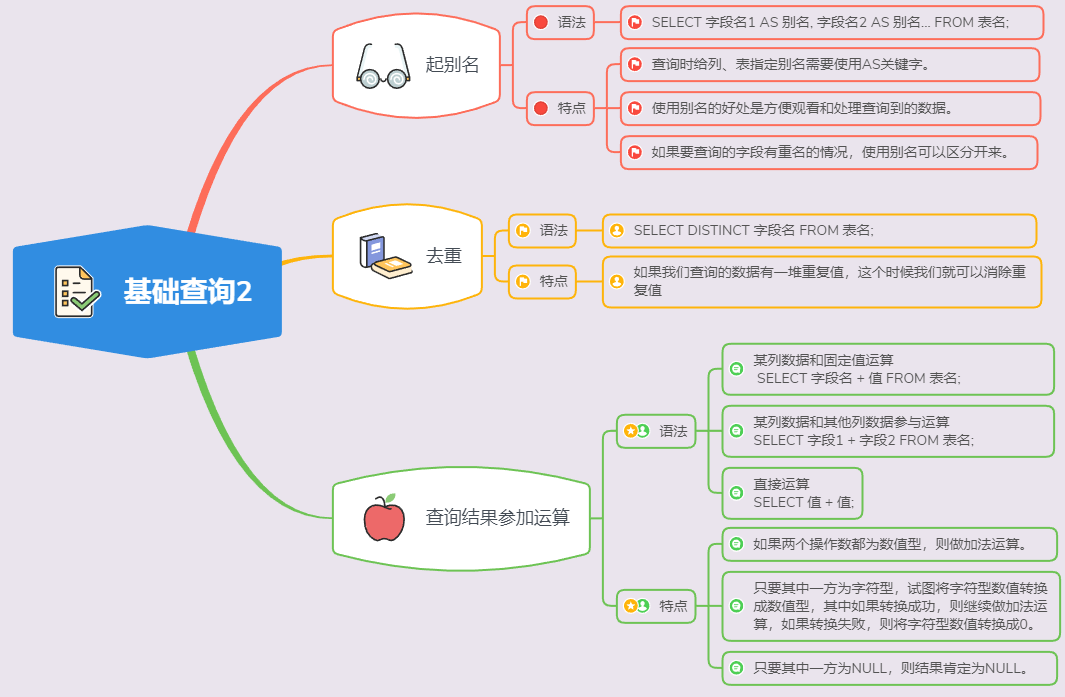 基础查询2
起别名
语法
SELECT 字段名1 AS 别名, 字段名2 AS 别名... FROM 表名;
特点
查询时给列、表指定别名需要使用AS关键字。
使用别名的好处是方便观看和处理查询到的数据。
如果要查询的字段有重名的情况，使用别名可以区分开来。
去重
语法
SELECT DISTINCT 字段名 FROM 表名;
特点
如果我们查询的数据有一堆重复值，这个时候我们就可以消除重
复值
查询结果参加运算
语法
某列数据和固定值运算
SELECT 字段名 + 值 FROM 表名;
某列数据和其他列数据参与运算
SELECT 字段1 + 字段2 FROM 表名;
直接运算
SELECT 值 + 值;
特点
如果两个操作数都为数值型，则做加法运算。
只要其中一方为字符型，试图将字符型数值转换
成数值型，其中如果转换成功，则继续做加法运
算，如果转换失败，则将字符型数值转换成0。
只要其中一方为NULL，则结果肯定为NULL。